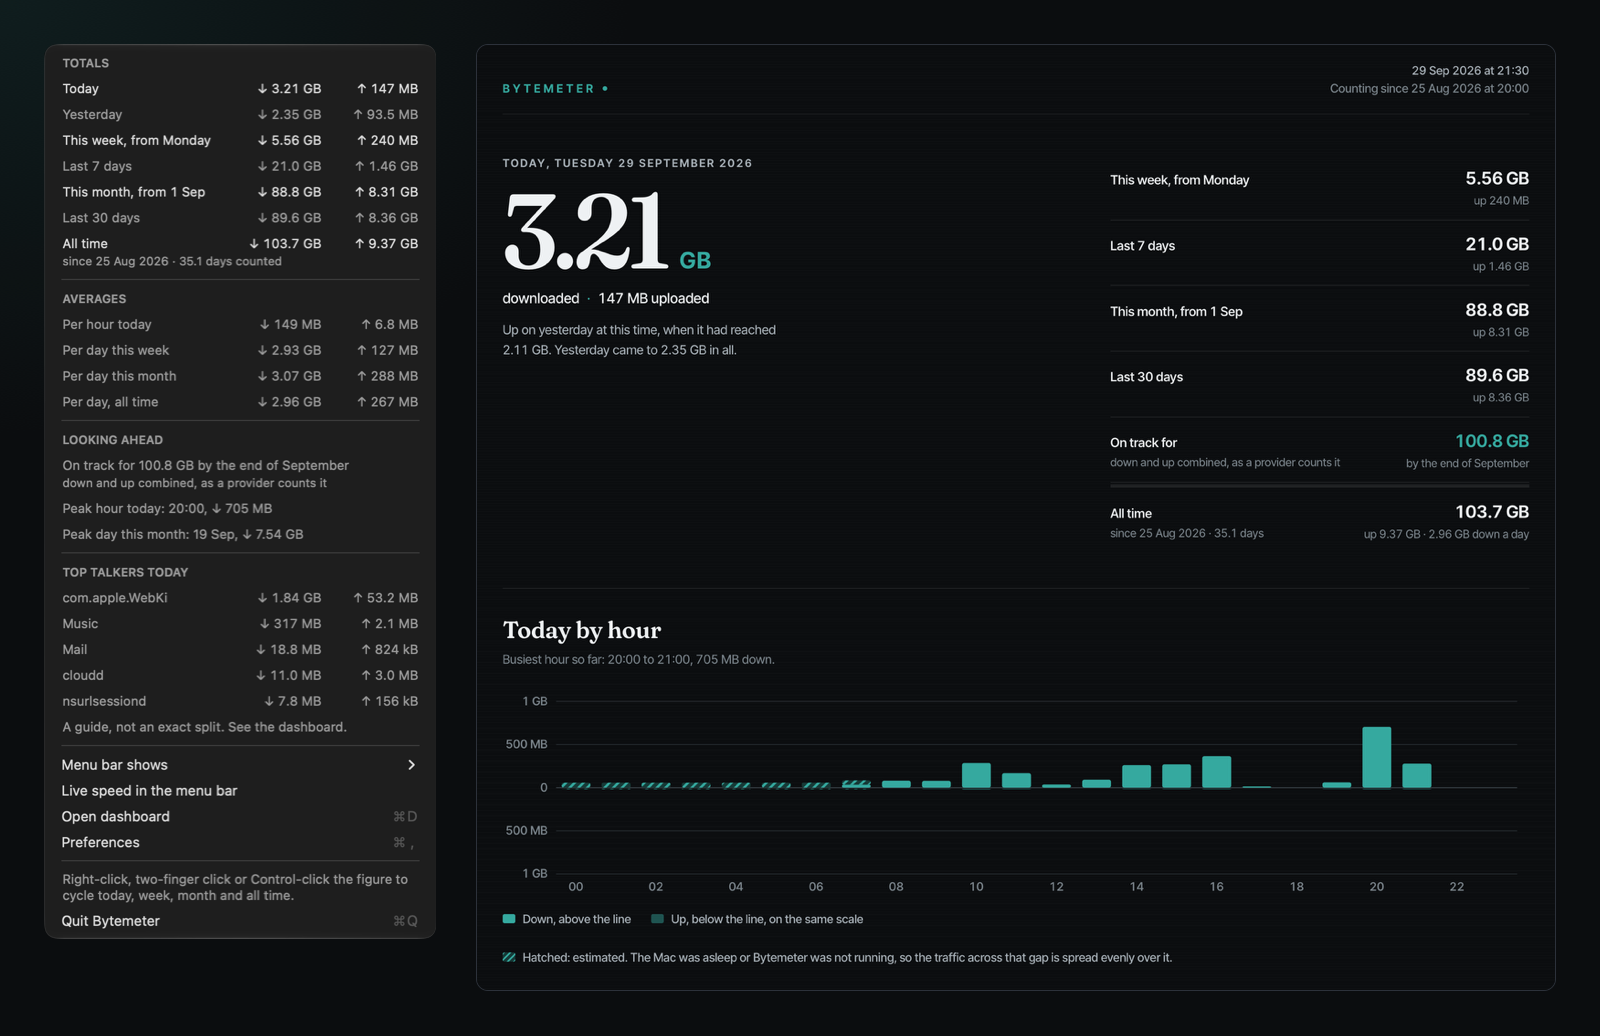 TOTALS
Today ↓ 3.21 GB ↑ 147 MB
Yesterday ↓ 2.35 GB ↑ 93.5 MB
This week, from Monday ↓ 5.56 GB ↑ 240 MB
Last 7 days ↓ 21.0 GB ↑ 1.46 GB
This month, from 1 Sep ↓ 88.8 GB ↑ 8.31 GB
Last 30 days ↓ 89.6 GB ↑ 8.36 GB
All time ↓ 103.7 GB ↑ 9.37 GB
since 25 Aug 2026 · 35.1 days counted
AVERAGES
Per hour today ↓ 149 MB ↑ 6.8 MB
Per day this week ↓ 2.93 GB ↑ 127 MB
Per day this month ↓ 3.07 GB ↑ 288 MB
Per day, all time ↓ 2.96 GB ↑ 267 MB
LOOKING AHEAD
On track for 100.8 GB by the end of September
down and up combined, as a provider counts it
Peak hour today: 20:00, ↓ 705 MB
Peak day this month: 19 Sep, ↓ 7.54 GB
TOP TALKERS TODAY
com.apple.WebKi ↓ 1.84 GB ↑ 53.2 MB
Music ↓ 317 MB ↑ 2.1 MB
Mail ↓ 18.8 MB ↑ 824 kB
cloudd ↓ 11.0 MB ↑ 3.0 MB
nsurlsessiond ↓ 7.8 MB ↑ 156 kB
A guide, not an exact split. See the dashboard.
Menu bar shows
Live speed in the menu bar
Open dashboard ⌘D
Preferences ⌘,
Right-click, two-finger click or Control-click the figure to
cycle today, week, month and all time.
Quit Bytemeter ⌘Q
BYTEMETER
29 Sep 2026 at 21:30
Counting since 25 Aug 2026 at 20:00
TODAY, TUESDAY 29 SEPTEMBER 2026
3.21 GB
downloaded · 147 MB uploaded
Up on yesterday at this time, when it had reached
2.11 GB. Yesterday came to 2.35 GB in all.
This week, from Monday 5.56 GB
up 240 MB
Last 7 days 21.0 GB
up 1.46 GB
This month, from 1 Sep 88.8 GB
up 8.31 GB
Last 30 days 89.6 GB
up 8.36 GB
On track for 100.8 GB
down and up combined, as a provider counts it by the end of September
All time 103.7 GB
since 25 Aug 2026 · 35.1 days up 9.37 GB · 2.96 GB down a day
Today by hour
Busiest hour so far: 20:00 to 21:00, 705 MB down.
1 GB
500 MB
0
500 MB
1 GB
00 02 04 06 08 10 12 14 16 18 20 22
Down, above the line Up, below the line, on the same scale
Hatched: estimated. The Mac was asleep or Bytemeter was not running, so the traffic across that gap is spread evenly over it.